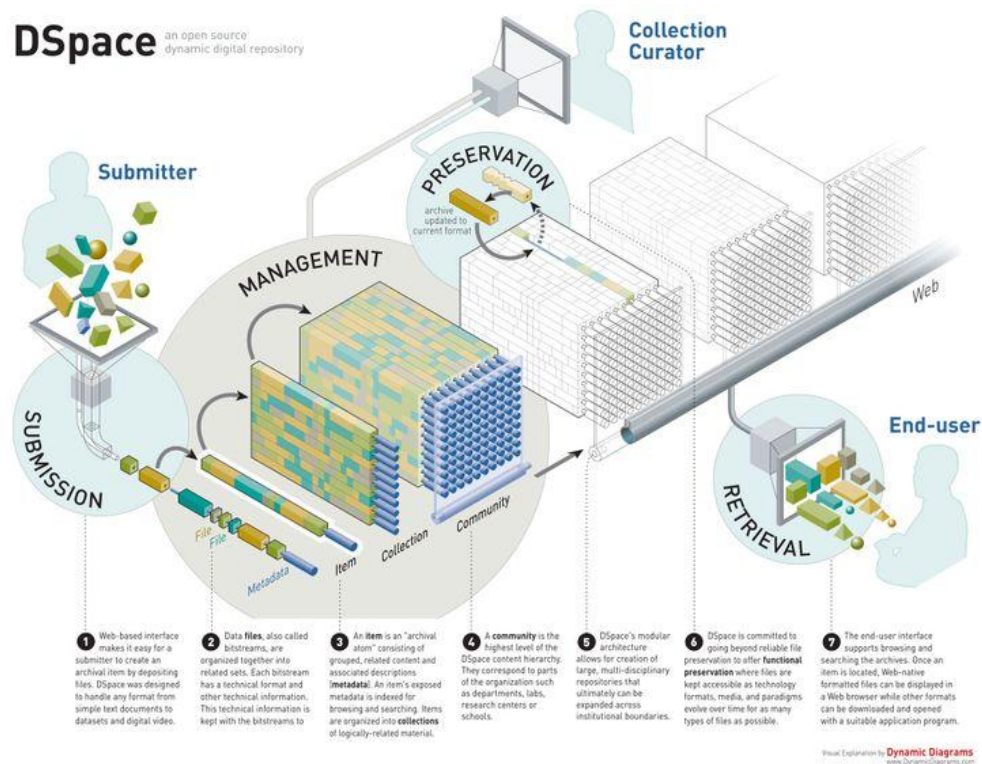 DSpace
an open source
dynamic digital repository
Collection
Curator
Submitter
PRESERVATION
archive
updated to
current format
MANAGEMENT
Web
SUBMISSION
End-user
RETRIEVAL
File
File
Metadata
Item
Collection
Community
1 Web-based interface
makes it easy for a
submitter to create an
archival item by depositing
files. DSpace was designed
to handle any format from
simple text documents to
datasets and digital video.
2 Data files, also called
bitstreams, are
organized together into
related sets. Each bitstream
has a technical format and
other technical information.
This technical information is
kept with the bitstreams to
3 An item is an "archival
atom" consisting of
grouped, related content and
associated descriptions
(metadata). An item's exposed
metadata is indexed for
browsing and searching. Items
are organized into collections
of logically-related material.
4 A community is the
highest level of the
DSpace content hierarchy.
They correspond to parts
of the organization such
as departments, labs,
research centers or
schools.
5 DSpace's modular
architecture
allows for creation of
large, multi-disciplinary
repositories that
ultimately can be
expanded across
institutional boundaries.
6 DSpace is committed to
going beyond reliable file
preservation to offer functional
preservation where files are
kept accessible as technology
formats, media, and paradigms
evolve over time for as many
types of files as possible.
7 The end-user interface
supports browsing and
searching the archives. Once an
item is located, Web-native
formatted files can be displayed
in a Web browser while other formats
can be downloaded and opened
with a suitable application program.
Visual Explanation by Dynamic Diagrams
www.DynamicDiagrams.com